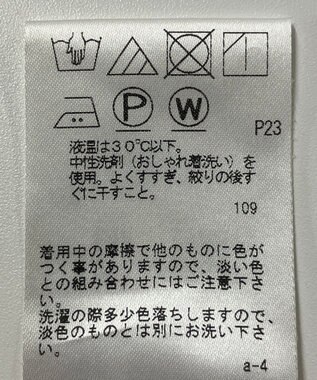 P W
P23
液温は30℃以下。
中性洗剤(おしゃれ着洗い)を
使用。よくすすぎ、絞りの後す
ぐに干すこと。
109
着用中の摩擦で他のものに色が
つく事がありますので、淡い色
との組み合わせにはご注意下さ
い。
洗濯の際多少色落ちしますので、
淡色のものとは別にお洗い下さ
い。
a-4